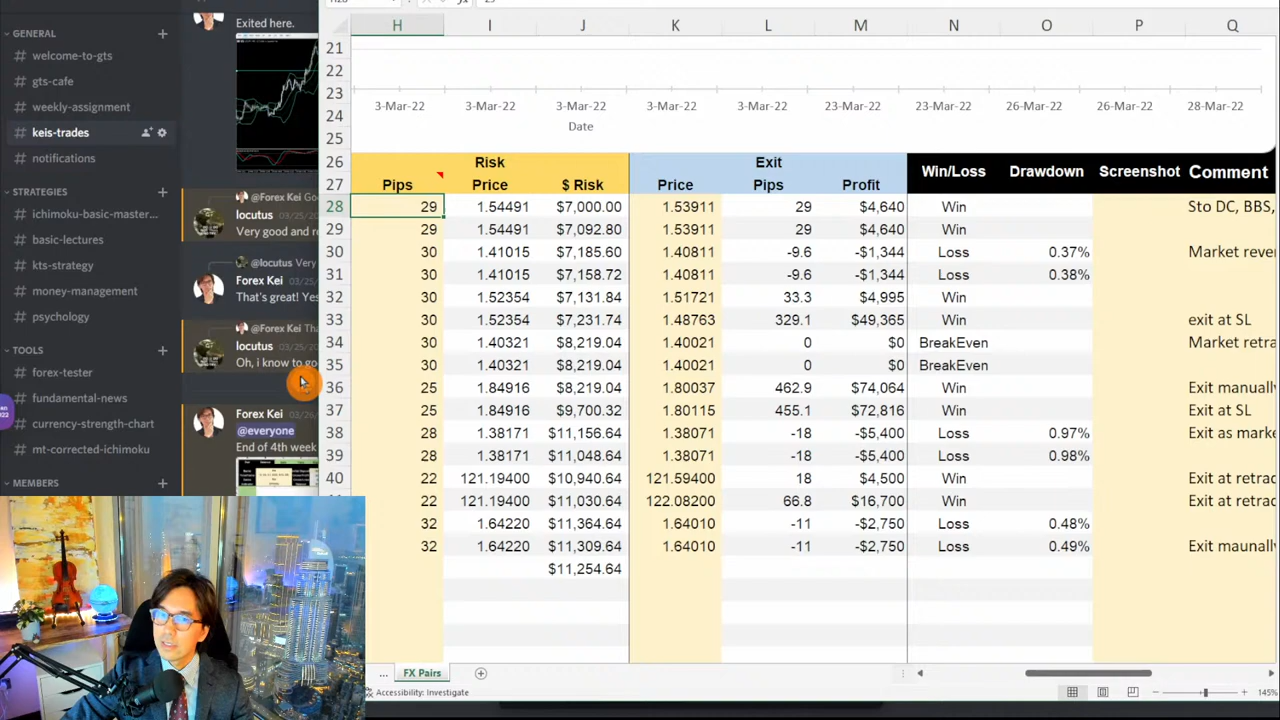 Exited here.
GENERAL
# welcome-to-gts
# gts-cafe
# weekly-assignment
# keis-trades
# notifications
STRATEGIES
# ichimoku-basic-master...
# basic-lectures
# kts-strategy
# money-management
# psychology
TOOLS
# forex-tester
# fundamental-news
# currency-strength-chart
# mt-corrected-ichimoku
MEMBERS
@Forex Kei Goo
locutus 03/25/20
Very good and r
@locutus Very
Forex Kei 03/25/
That's great! Yes
@Forex Kei Tha
locutus 03/25/20
Oh, i know to go
Forex Kei 03/26/
@everyone
End of 4th week
2022
H I J K L M N O P Q
21
22
23
24
25
3-Mar-22 3-Mar-22 3-Mar-22 3-Mar-22 3-Mar-22 23-Mar-22 23-Mar-22 26-Mar-22 26-Mar-22 28-Mar-22
Date
26 Risk Exit
27 Pips Price $ Risk Price Pips Profit Win/Loss Drawdown Screenshot Comment
28 29 1.54491 $7,000.00 1.53911 29 $4,640 Win Sto DC, BBS,
29 29 1.54491 $7,092.80 1.53911 29 $4,640 Win
30 30 1.41015 $7,185.60 1.40811 -9.6 -$1,344 Loss 0.37% Market reve
31 30 1.41015 $7,158.72 1.40811 -9.6 -$1,344 Loss 0.38%
32 30 1.52354 $7,131.84 1.51721 33.3 $4,995 Win
33 30 1.52354 $7,231.74 1.48763 329.1 $49,365 Win exit at SL
34 30 1.40321 $8,219.04 1.40021 0 $0 BreakEven Market retra
35 30 1.40321 $8,219.04 1.40021 0 $0 BreakEven
36 25 1.84916 $8,219.04 1.80037 462.9 $74,064 Win Exit manually
37 25 1.84916 $9,700.32 1.80115 455.1 $72,816 Win Exit at SL
38 28 1.38171 $11,156.64 1.38071 -18 -$5,400 Loss 0.97% Exit as marke
39 28 1.38171 $11,048.64 1.38071 -18 -$5,400 Loss 0.98%
40 22 121.19400 $10,940.64 121.59400 18 $4,500 Win Exit at retrac
22 121.19400 $11,030.64 122.08200 66.8 $16,700 Win Exit at retrac
32 1.64220 $11,364.64 1.64010 -11 -$2,750 Loss 0.48%
32 1.64220 $11,309.64 1.64010 -11 -$2,750 Loss 0.49% Exit maunally
$11,254.64
... FX Pairs
Accessibility: Investigate
145%